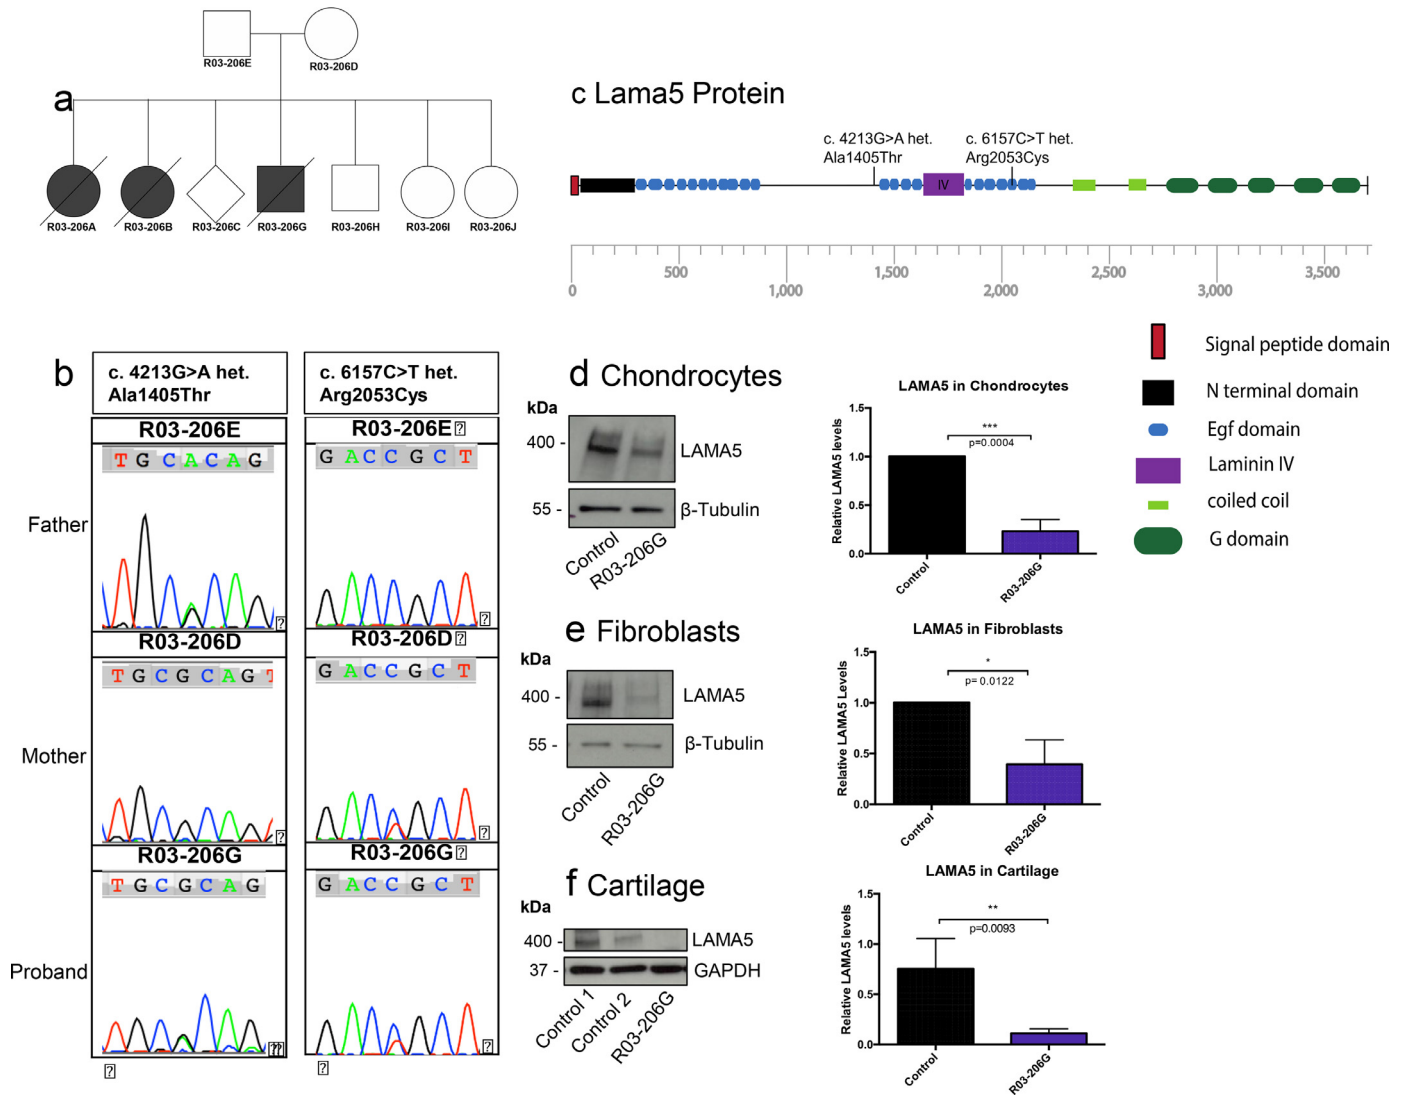 R03-206E
R03-206D
a
R03-206A
R03-206B
R03-206C
R03-206G
R03-206H
R03-206I
R03-206J
c Lama5 Protein
c. 4213G>A het.
Ala1405Thr
c. 6157C>T het.
Arg2053Cys
IV
500
1,500
2,500
3,500
0
1,000
2,000
3,000
Signal peptide domain
N terminal domain
Egf domain
Laminin IV
coiled coil
G domain
b
c. 4213G>A het.
Ala1405Thr
c. 6157C>T het.
Arg2053Cys
R03-206E
R03-206E
T G C A C A G
G A C C G C T
Father
R03-206D
R03-206D
T G C G C A G T
G A C C G C T
Mother
R03-206G
R03-206G
T G C G C A G
G A C C G C T
Proband
d Chondrocytes
kDa
400 -
LAMA5
55 -
β-Tubulin
Control
R03-206G
LAMA5 in Chondrocytes
Relative LAMA5 levels
1.5
1.0
0.5
0.0
***
p=0.0004
Control
R03-206G
e Fibroblasts
kDa
400 -
LAMA5
55 -
β-Tubulin
Control
R03-206G
LAMA5 in Fibroblasts
Relative LAMA5 Levels
1.5
1.0
0.5
0.0
*
p= 0.0122
Control
R03-206G
f Cartilage
kDa
400 -
LAMA5
37 -
GAPDH
Control 1
Control 2
R03-206G
LAMA5 in Cartilage
Relative LAMA5 levels
1.5
1.0
0.5
0.0
**
p=0.0093
Control
R03-206G